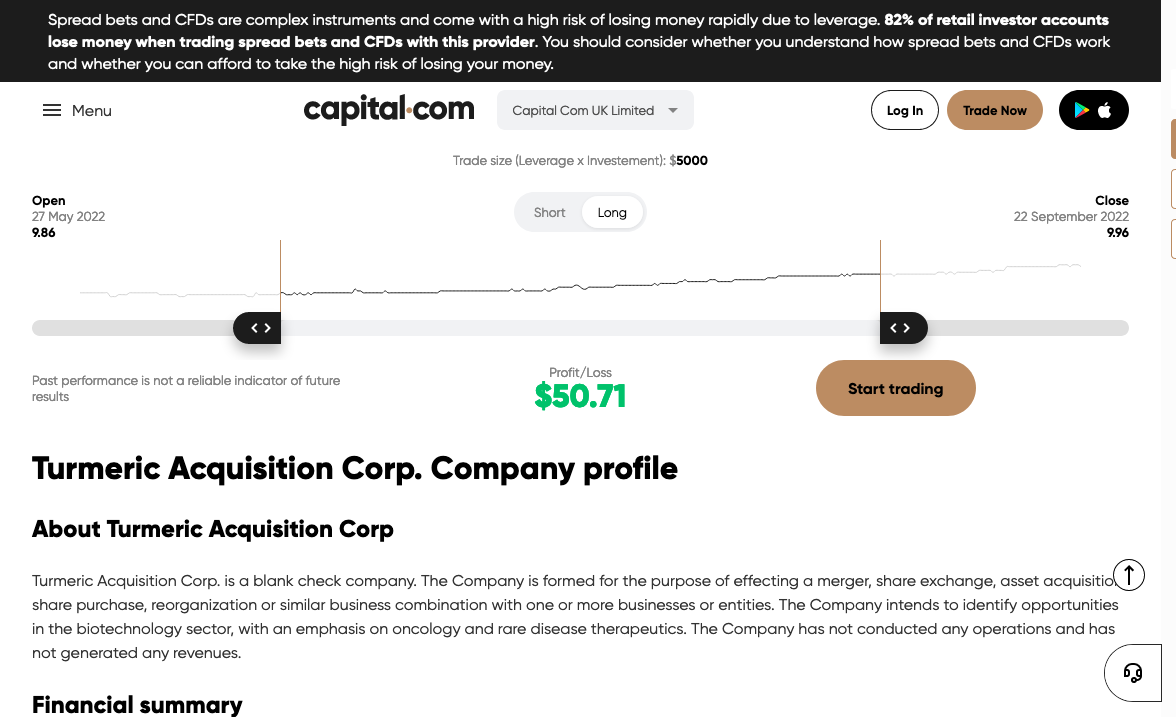 Spread bets and CFDs are complex instruments and come with a high risk of losing money rapidly due to leverage. 82% of retail investor accounts
lose money when trading spread bets and CFDs with this provider. You should consider whether you understand how spread bets and CFDs work
and whether you can afford to take the high risk of losing your money.
Menu
capital.com
Capital Com UK Limited
Log In
Trade Now
Trade size (Leverage x Investement): $5000
Open
27 May 2022
9.86
Short
Long
Close
22 September 2022
9.96
Past performance is not a reliable indicator of future
results
Profit/Loss
$50.71
Start trading
Turmeric Acquisition Corp. Company profile
About Turmeric Acquisition Corp
Turmeric Acquisition Corp. is a blank check company. The Company is formed for the purpose of effecting a merger, share exchange, asset acquisition
share purchase, reorganization or similar business combination with one or more businesses or entities. The Company intends to identify opportunities
in the biotechnology sector, with an emphasis on oncology and rare disease therapeutics. The Company has not conducted any operations and has
not generated any revenues.
Financial summary